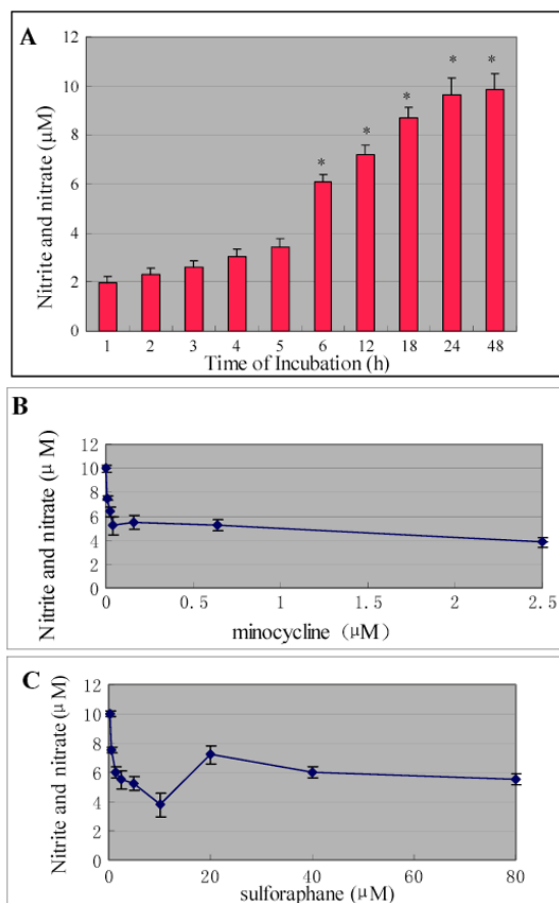 A
Nitrite and nitrate (μM)
12
10
8
6
4
2
0
* * * * *
1 2 3 4 5 6 12 18 24 48
Time of Incubation (h)
B
Nitrite and nitrate (μ M)
12
10
8
6
4
2
0
0 0.5 1 1.5 2 2.5
minocycline (μM)
C
Nitrite and nitrate (μ M)
12
10
8
6
4
2
0
0 20 40 60 80
sulforaphane (μM)